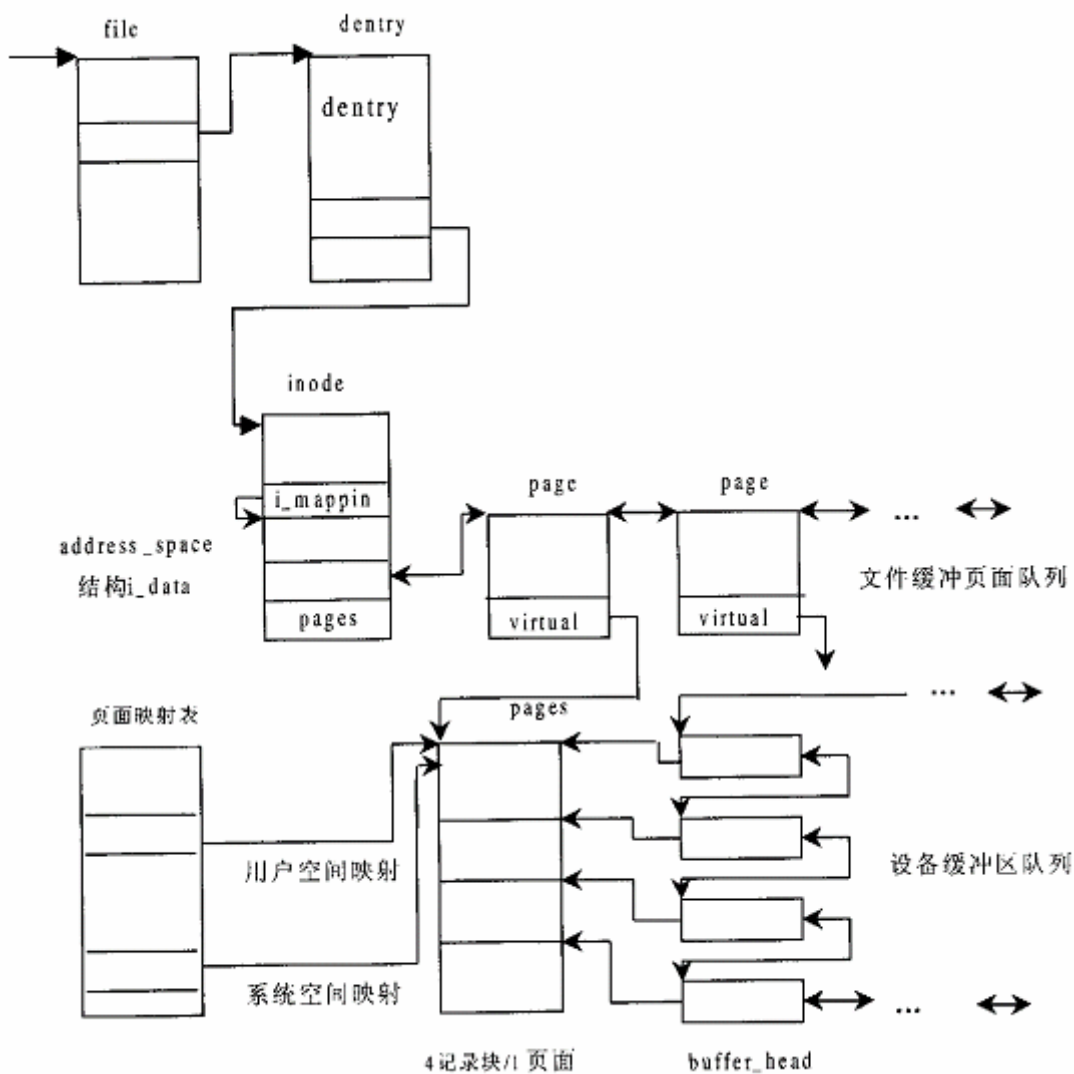 file
dentry
dentry
inode
i_mappin
page
page
...
address_space
结构i_data
文件缓冲页面队列
pages
virtual
virtual
...
页面映射表
pages
用户空间映射
设备缓冲区队列
系统空间映射
...
4记录块/1页面
buffer_head